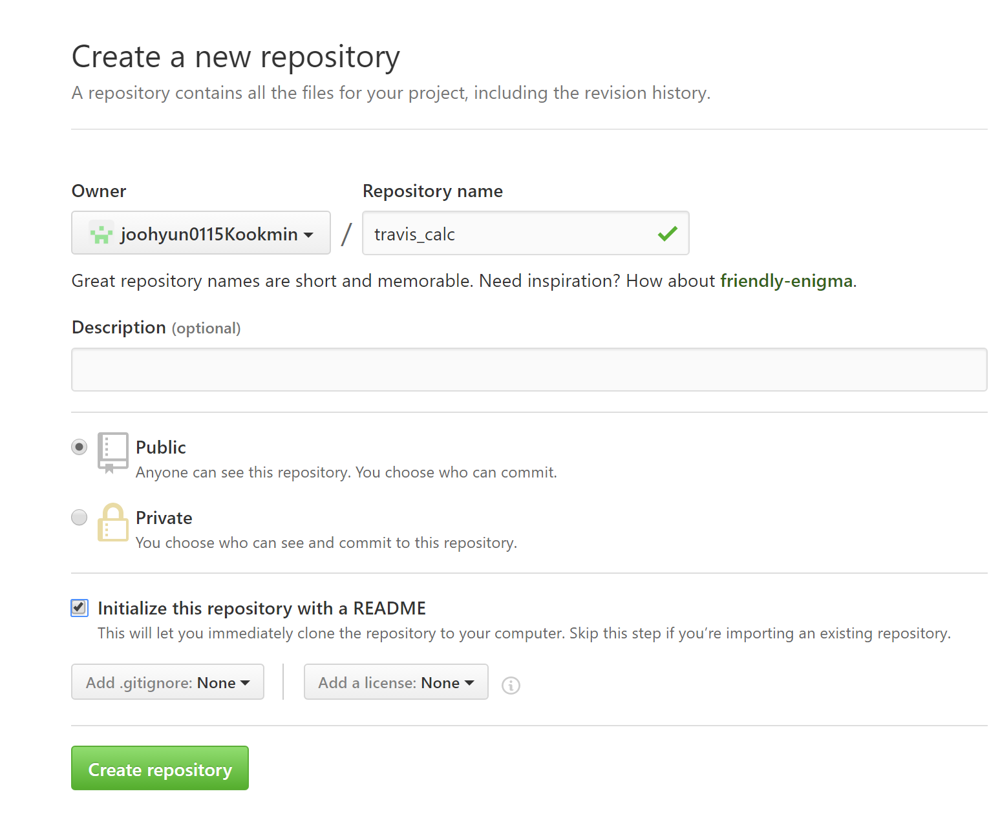 Create a new repository
A repository contains all the files for your project, including the revision history.
Owner
Repository name
joohyun0115Kookmin / travis_calc
Great repository names are short and memorable. Need inspiration? How about friendly-enigma.
Description (optional)
Public
Anyone can see this repository. You choose who can commit.
Private
You choose who can see and commit to this repository.
Initialize this repository with a README
This will let you immediately clone the repository to your computer. Skip this step if you’re importing an existing repository.
Add .gitignore: None
Add a license: None
Create repository